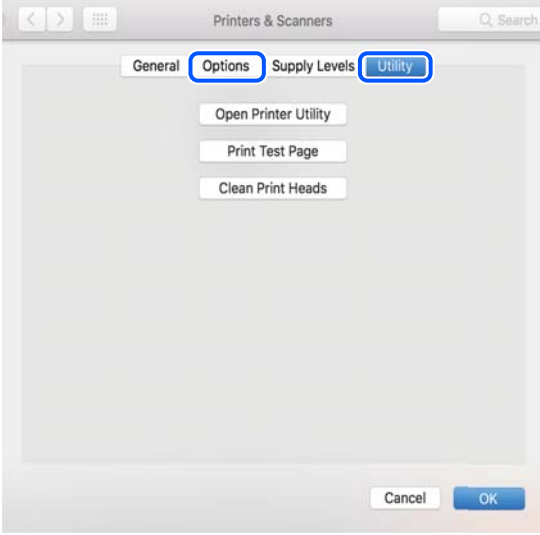 Printers & Scanners
Search
General Options Supply Levels Utility
Open Printer Utility
Print Test Page
Clean Print Heads
Cancel OK